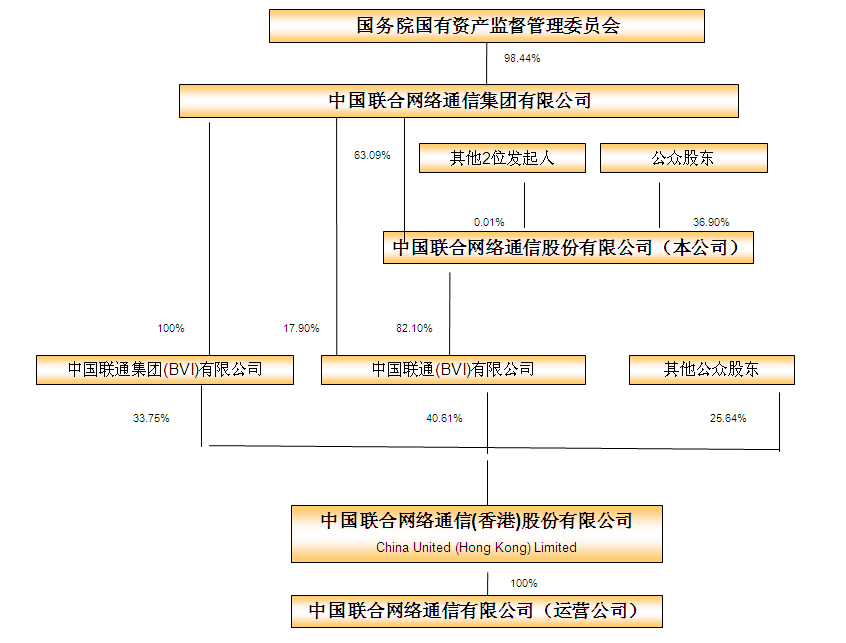 国务院国有资产监督管理委员会
98.44%
中国联合网络通信集团有限公司
63.09%
其他2位发起人
公众股东
0.01%
36.90%
中国联合网络通信股份有限公司（本公司）
100%
17.90%
82.10%
中国联通集团(BVI)有限公司
中国联通(BVI)有限公司
其他公众股东
33.75%
40.61%
25.64%
中国联合网络通信(香港)股份有限公司
China United (Hong Kong) Limited
100%
中国联合网络通信有限公司（运营公司）